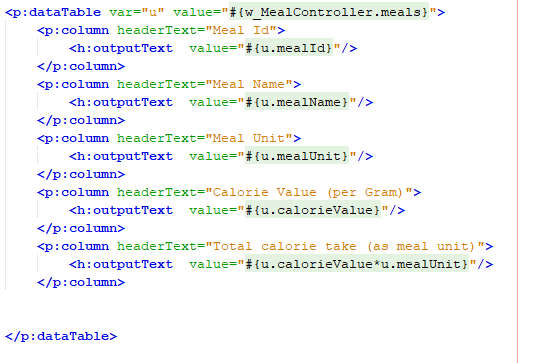 <p:dataTable var="u" value="#{w_MealController.meals}">
<p:column headerText="Meal Id">
<h:outputText  value="#{u.mealId}"/>
</p:column>
<p:column headerText="Meal Name">
<h:outputText  value="#{u.mealName}"/>
</p:column>
<p:column headerText="Meal Unit">
<h:outputText  value="#{u.mealUnit}"/>
</p:column>
<p:column headerText="Calorie Value (per Gram)">
<h:outputText  value="#{u.calorieValue}"/>
</p:column>
<p:column headerText="Total calorie take (as meal unit)">
<h:outputText  value="#{u.calorieValue*u.mealUnit}"/>
</p:column>
</p:dataTable>